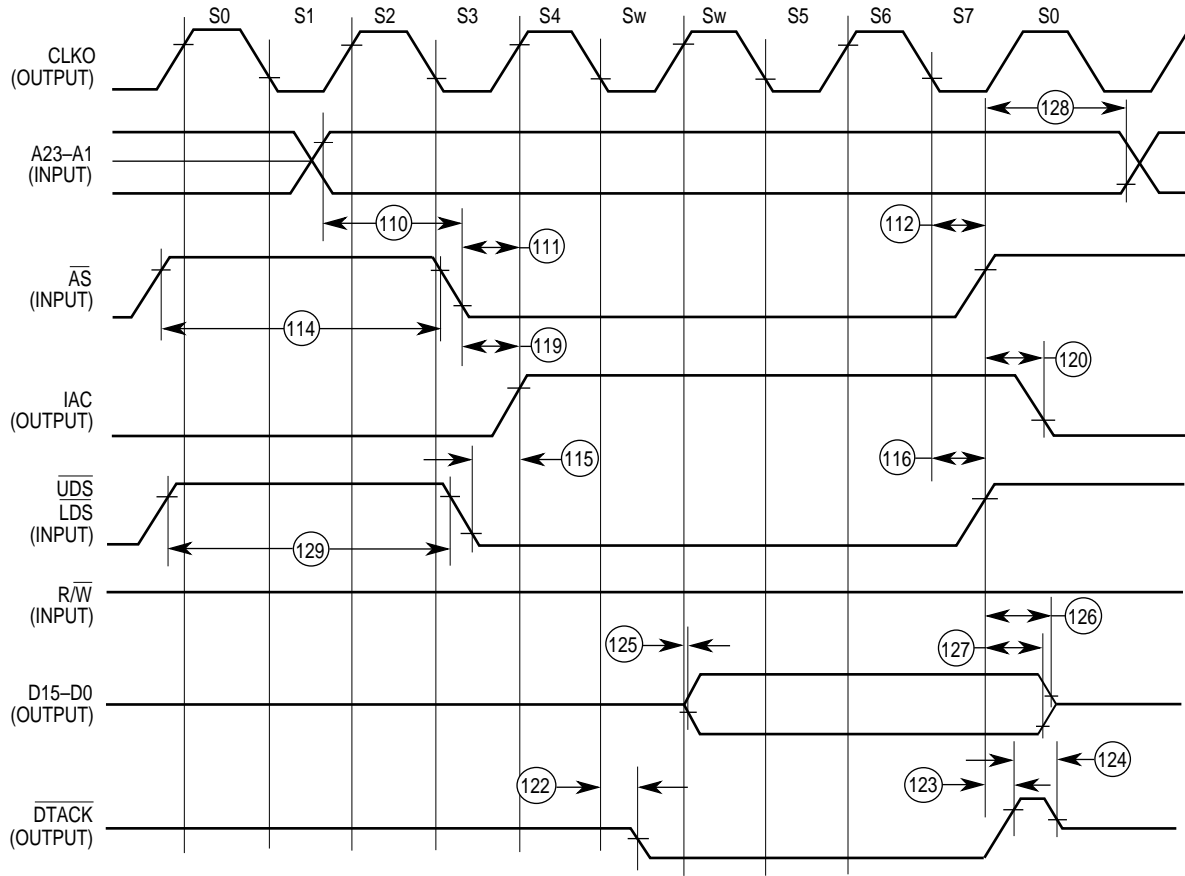 S0 S1 S2 S3 S4 Sw Sw S5 S6 S7 S0
CLKO
(OUTPUT)
128
A23–A1
(INPUT)
110
112
111
AS
(INPUT)
114
119
120
IAC
(OUTPUT)
115
116
UDS
LDS
(INPUT)
129
R/W
(INPUT)
126
125
127
D15–D0
(OUTPUT)
124
122
123
DTACK
(OUTPUT)